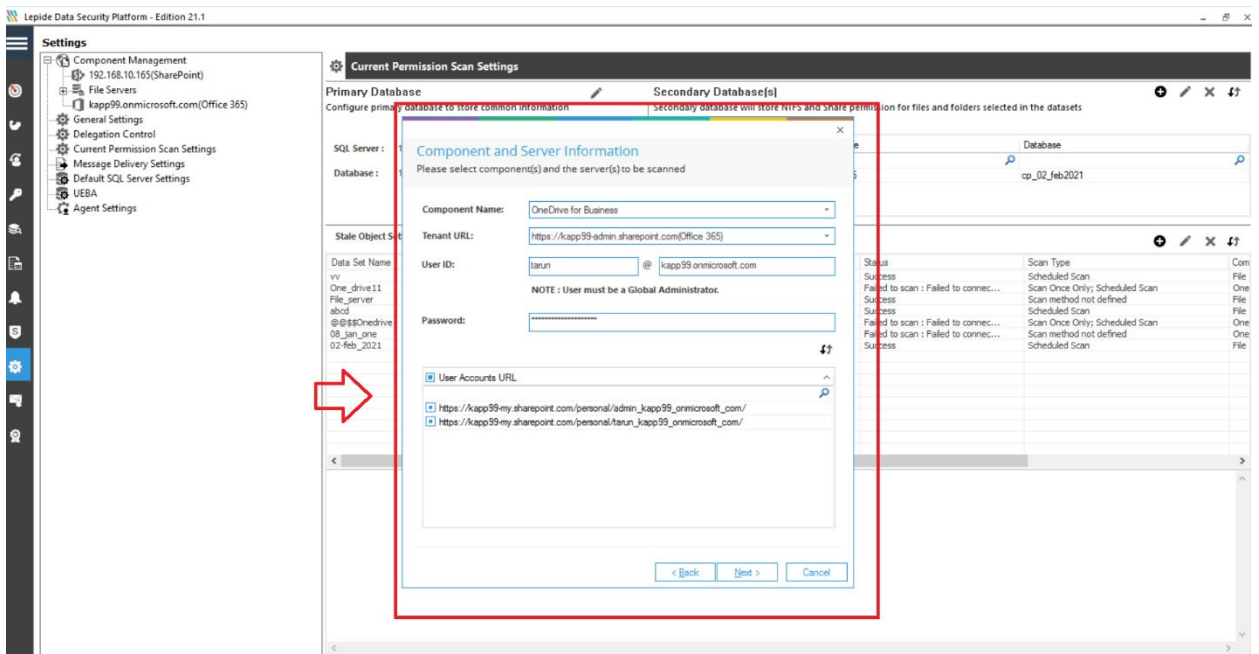 Lepide Data Security Platform - Edition 21.1
Settings
Component Management
192.168.10.165(SharePoint)
File Servers
kapp99.onmicrosoft.com(Office 365)
General Settings
Delegation Control
Current Permission Scan Settings
Message Delivery Settings
Default SQL Server Settings
UEBA
Agent Settings
Current Permission Scan Settings
Primary Database
Configure primary database to store common information
Secondary Database(s)
Secondary database will store NTFS and Share permission for files and folders selected in the datasets
SQL Server :
Database :
Database
cp_02_feb2021
Stale Object Set
Data Set Name
Status
Scan Type
Com
vv
Success
Scheduled Scan
File
One_drive11
Failed to scan : Failed to connec...
Scan Once Only; Scheduled Scan
One
File_server
Success
Scan method not defined
File
abcd
Success
Scheduled Scan
File
@@$$Onedrive
Failed to scan : Failed to connec...
Scan Once Only; Scheduled Scan
One
08_jan_one
Failed to scan : Failed to connec...
Scan method not defined
One
02-feb_2021
Success
Scheduled Scan
File
Component and Server Information
Please select component(s) and the server(s)to be scanned
Component Name:
OneDrive for Business
Tenant URL:
https://kapp99-admin.sharepoint.com(Office 365)
User ID:
tarun
@
kapp99.onmicrosoft.com
NOTE : User must be a Global Administrator.
Password:
User Accounts URL
https://kapp99-my.sharepoint.com/personal/admin_kapp99_onmicrosoft_com/
https://kapp99-my.sharepoint.com/personal/tarun_kapp99_onmicrosoft_com/
< Back
Next >
Cancel